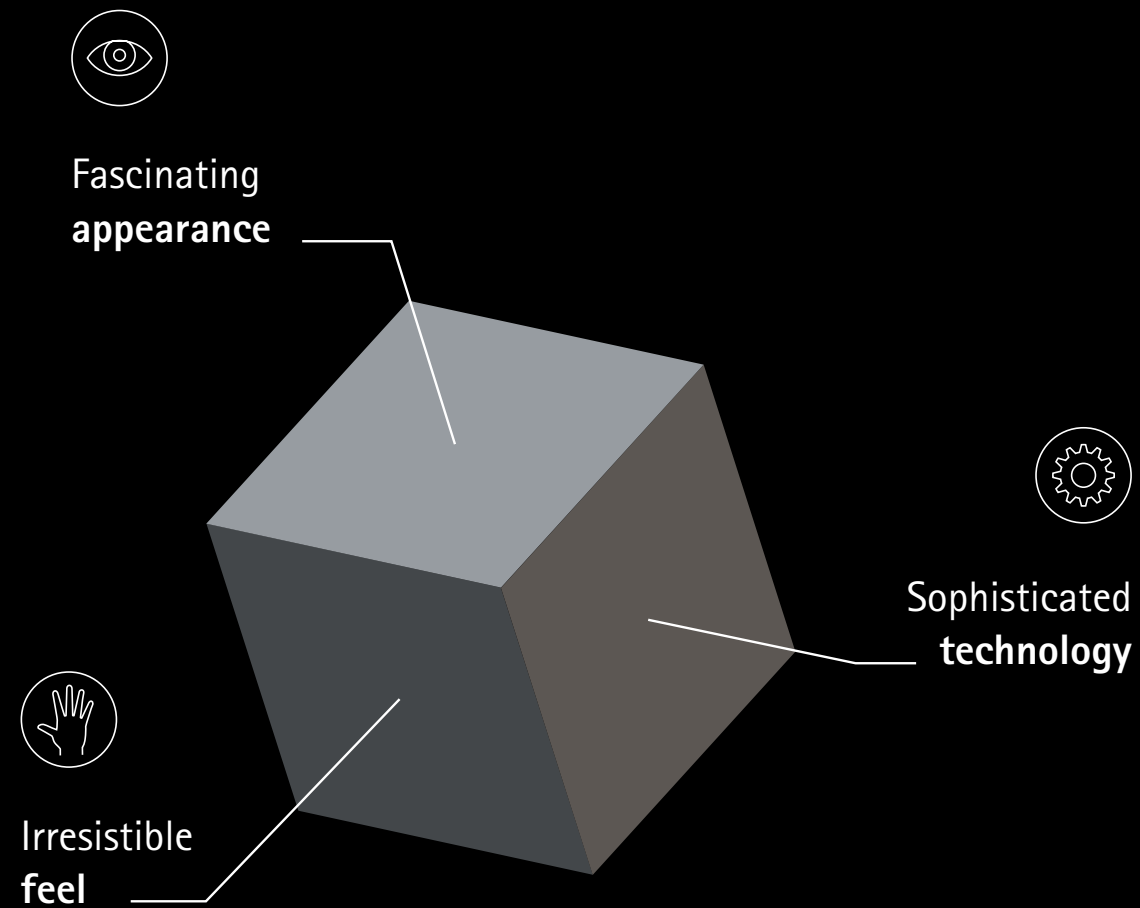 Fascinating
appearance
Sophisticated
technology
Irresistible
feel